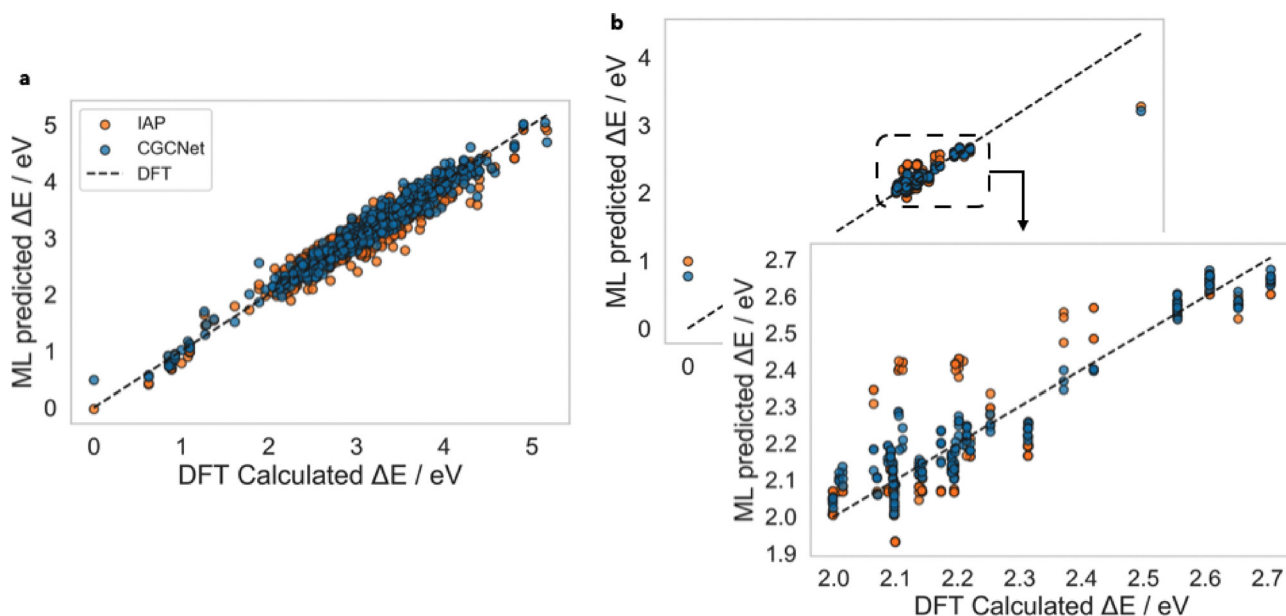 a
ML predicted ΔE / eV
5
4
3
2
1
0
IAP
CGCNet
DFT
0 1 2 3 4 5
DFT Calculated ΔE / eV
b
ML predicted ΔE / eV
4
3
2
1
0
0
ML predicted ΔE / eV
2.7
2.6
2.5
2.4
2.3
2.2
2.1
2.0
1.9
2.0 2.1 2.2 2.3 2.4 2.5 2.6 2.7
DFT Calculated ΔE / eV